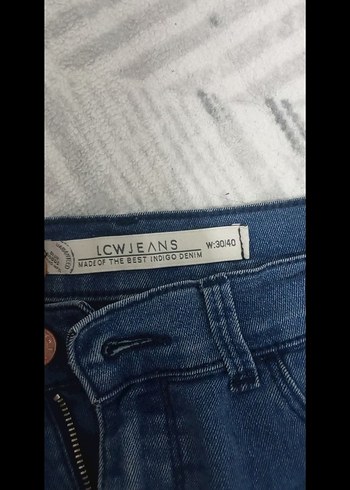 LCWJEANS
MADE OF THE BEST INDIGO DENIM
W:30/40